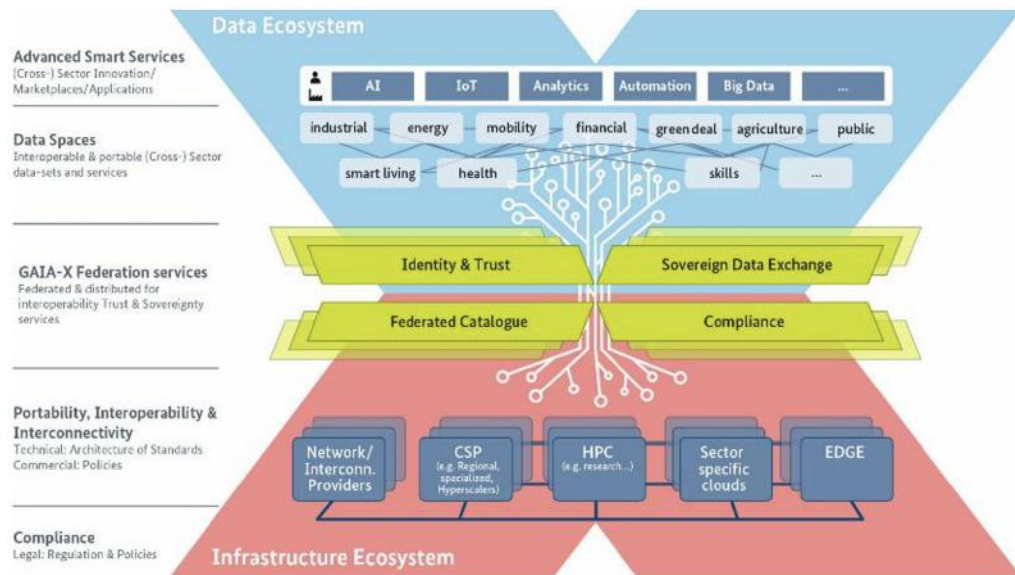 Data Ecosystem
Advanced Smart Services
(Cross-) Sector Innovation/
Marketplaces/Applications
AI
IoT
Analytics
Automation
Big Data
...
Data Spaces
Interoperable & portable (Cross-) Sector
data-sets and services
industrial
energy
mobility
financial
green deal
agriculture
public
smart living
health
skills
...
GAIA-X Federation services
Federated & distributed for
interoperability Trust & Sovereignty
services
Identity & Trust
Sovereign Data Exchange
Federated Catalogue
Compliance
Portability, Interoperability &
Interconnectivity
Technical: Architecture of Standards
Commercial: Policies
Network/
Interconn.
Providers
CSP
(e.g. Regional,
specialized,
Hyperscalers)
HPC
(e.g. research...)
Sector
specific
clouds
EDGE
Compliance
Legal: Regulation & Policies
Infrastructure Ecosystem